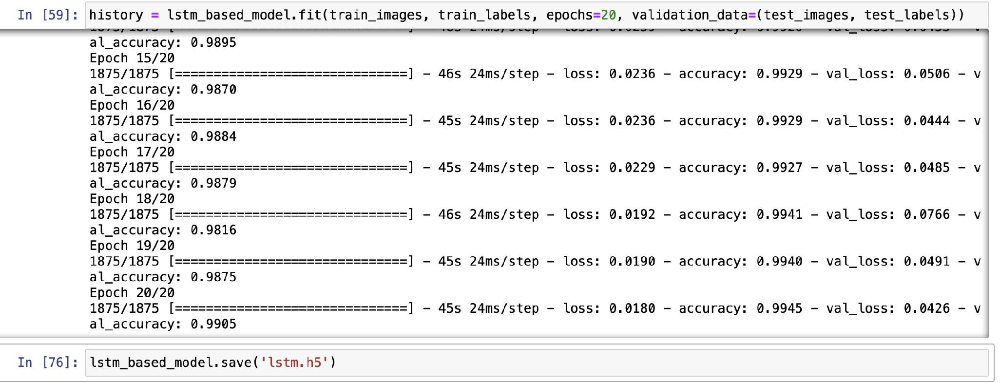 In [59]: history = lstm_based_model.fit(train_images, train_labels, epochs=20, validation_data=(test_images, test_labels))
al_accuracy: 0.9895
Epoch 15/20
1875/1875 [==============================] - 46s 24ms/step - loss: 0.0236 - accuracy: 0.9929 - val_loss: 0.0506 - v
al_accuracy: 0.9870
Epoch 16/20
1875/1875 [==============================] - 45s 24ms/step - loss: 0.0236 - accuracy: 0.9929 - val_loss: 0.0444 - v
al_accuracy: 0.9884
Epoch 17/20
1875/1875 [==============================] - 45s 24ms/step - loss: 0.0229 - accuracy: 0.9927 - val_loss: 0.0485 - v
al_accuracy: 0.9879
Epoch 18/20
1875/1875 [==============================] - 46s 24ms/step - loss: 0.0192 - accuracy: 0.9941 - val_loss: 0.0766 - v
al_accuracy: 0.9816
Epoch 19/20
1875/1875 [==============================] - 45s 24ms/step - loss: 0.0190 - accuracy: 0.9940 - val_loss: 0.0491 - v
al_accuracy: 0.9875
Epoch 20/20
1875/1875 [==============================] - 45s 24ms/step - loss: 0.0180 - accuracy: 0.9945 - val_loss: 0.0426 - v
al_accuracy: 0.9905
In [76]: lstm_based_model.save('lstm.h5')